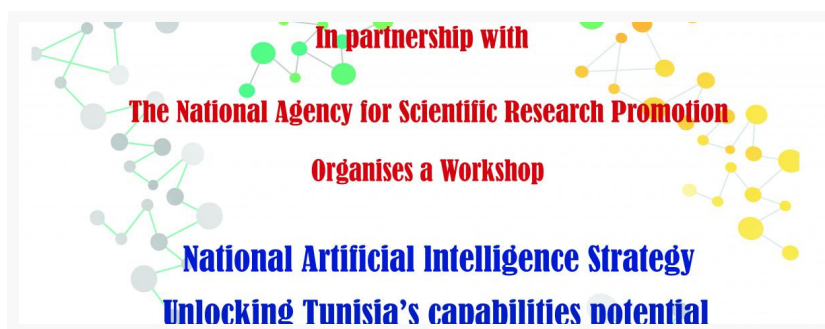 In partnership with
The National Agency for Scientific Research Promotion
Organises a Workshop
National Artificial Intelligence Strategy
Unlocking Tunisia's capabilities potential